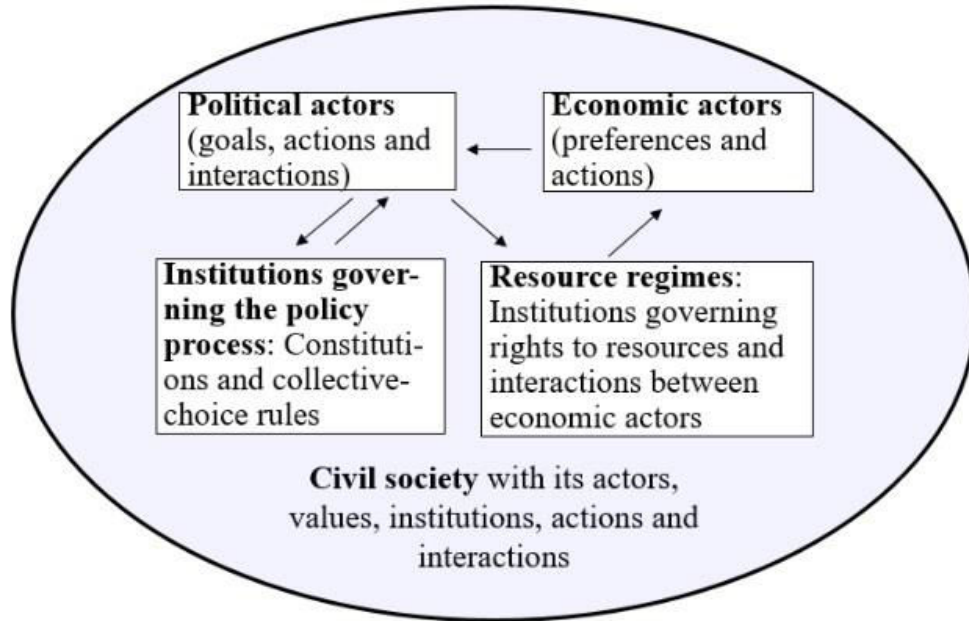 Political actors
(goals, actions and
interactions)
Economic actors
(preferences and
actions)
Institutions gover-
ning the policy
process: Constituti-
ons and collective-
choice rules
Resource regimes:
Institutions governing
rights to resources and
interactions between
economic actors
Civil society with its actors,
values, institutions, actions and
interactions